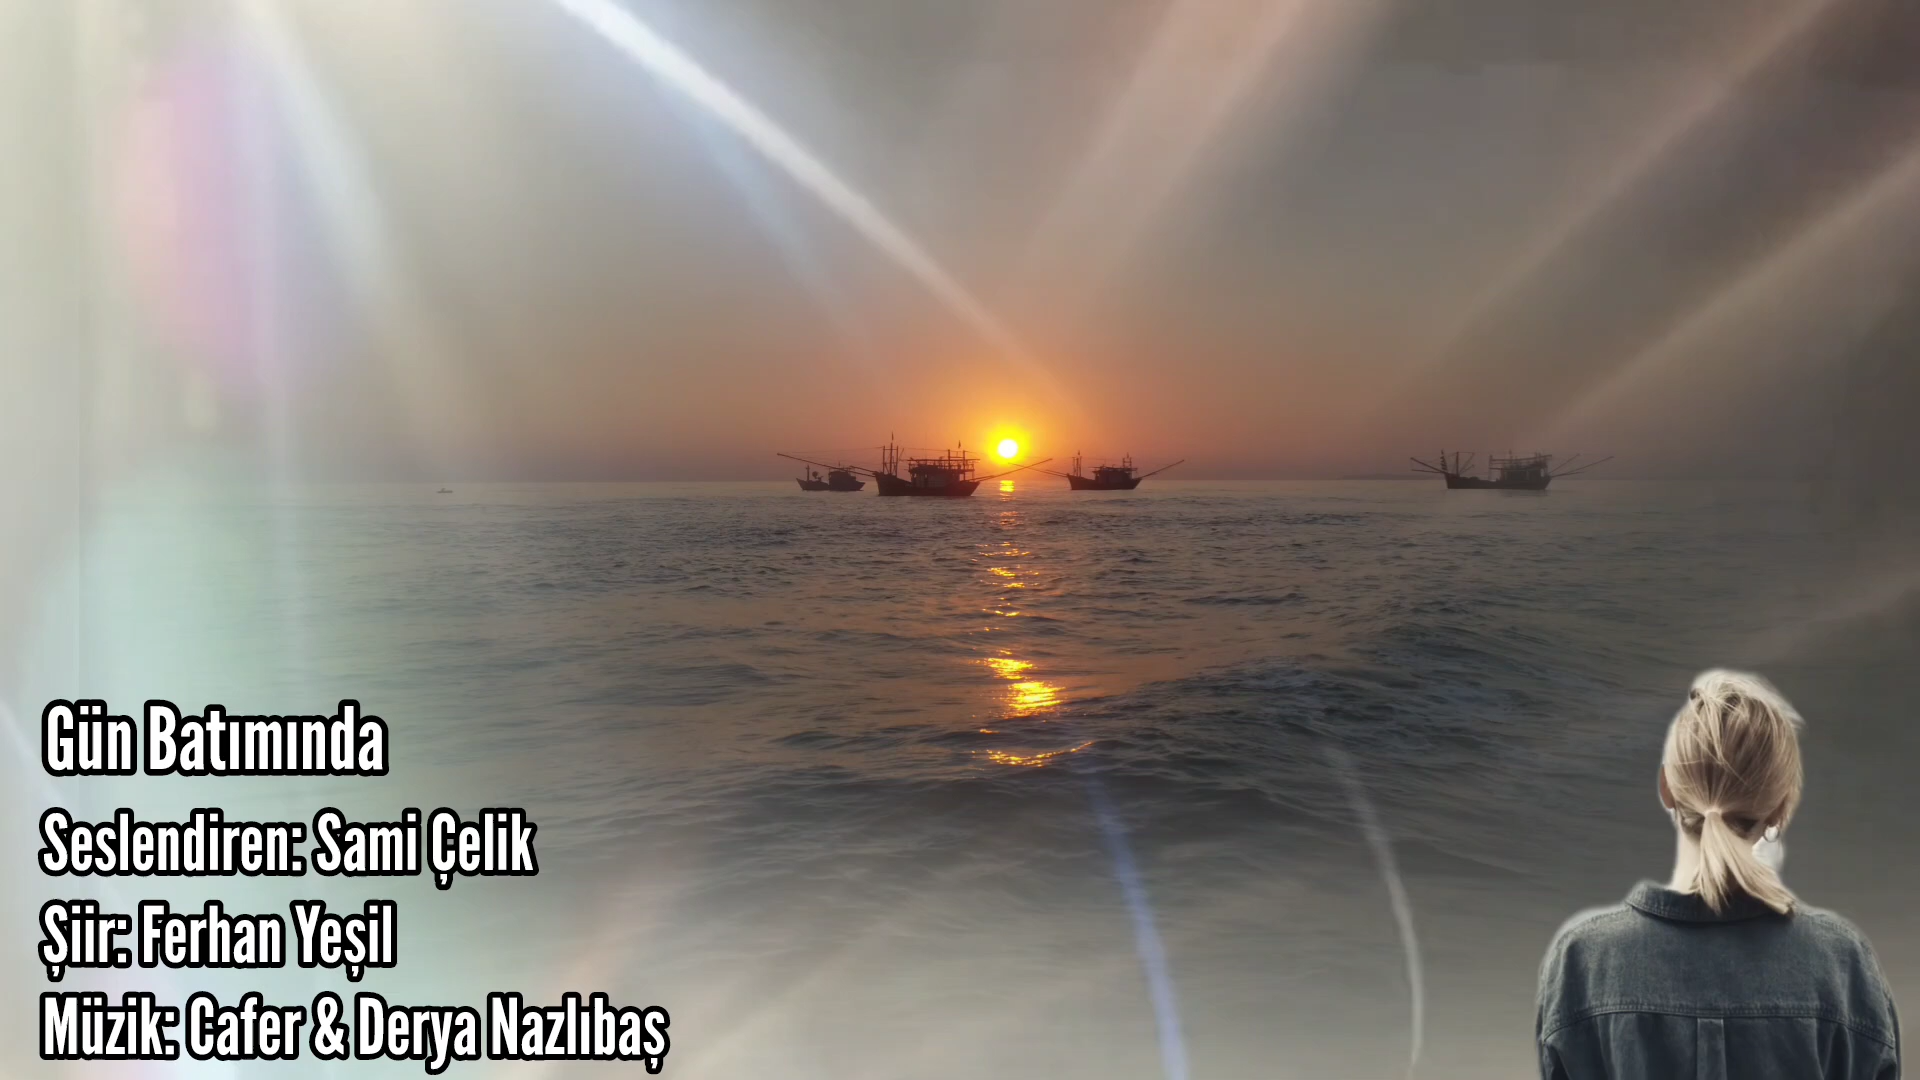 Gün Batımında
Seslendiren: Sami Çelik
Şiir: Ferhan Yeşil
Müzik: Cafer & Derya Nazlıbaş